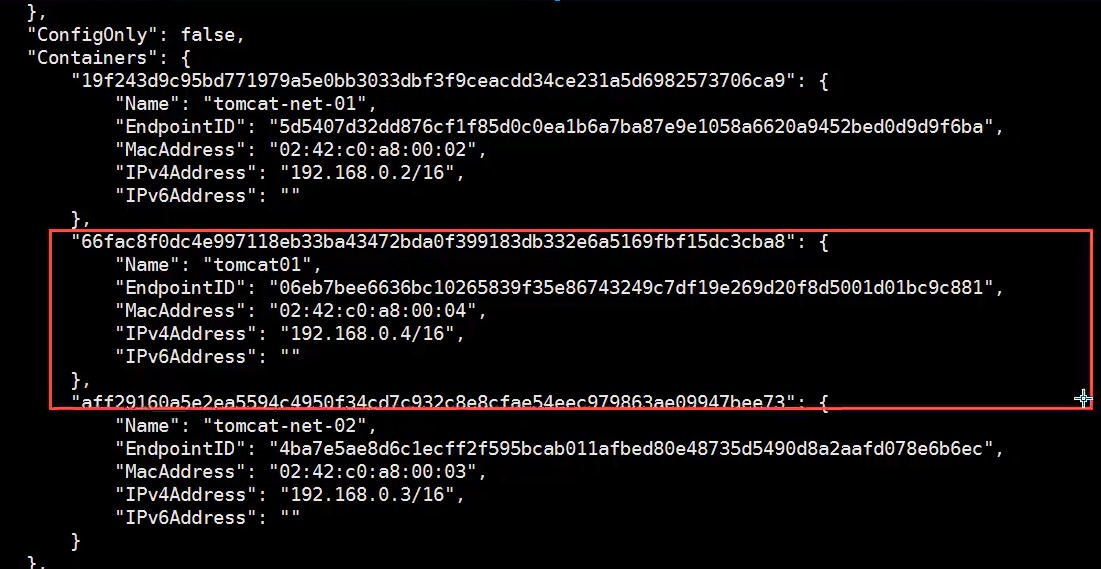 },
"ConfigOnly": false,
"Containers": {
"19f243d9c95bd771979a5e0bb3033dbf3f9ceacdd34ce231a5d6982573706ca9": {
"Name": "tomcat-net-01",
"EndpointID": "5d5407d32dd876cf1f85d0c0ea1b6a7ba87e9e1058a6620a9452bed0d9d9f6ba",
"MacAddress": "02:42:c0:a8:00:02",
"IPv4Address": "192.168.0.2/16",
"IPv6Address": ""
},
"66fac8f0dc4e997118eb33ba43472bda0f399183db332e6a5169fbf15dc3cba8": {
"Name": "tomcat01",
"EndpointID": "06eb7bee6636bc10265839f35e86743249c7df19e269d20f8d5001d01bc9c881",
"MacAddress": "02:42:c0:a8:00:04",
"IPv4Address": "192.168.0.4/16",
"IPv6Address": ""
},
"aff29160a5e2ea5594c4950f34cd7c932c8e8cfae54eec979863ae09947bee73": {
"Name": "tomcat-net-02",
"EndpointID": "4ba7e5ae8d6c1ecff2f595bcab011afbed80e48735d5490d8a2aafd078e6b6ec",
"MacAddress": "02:42:c0:a8:00:03",
"IPv4Address": "192.168.0.3/16",
"IPv6Address": ""
}
},